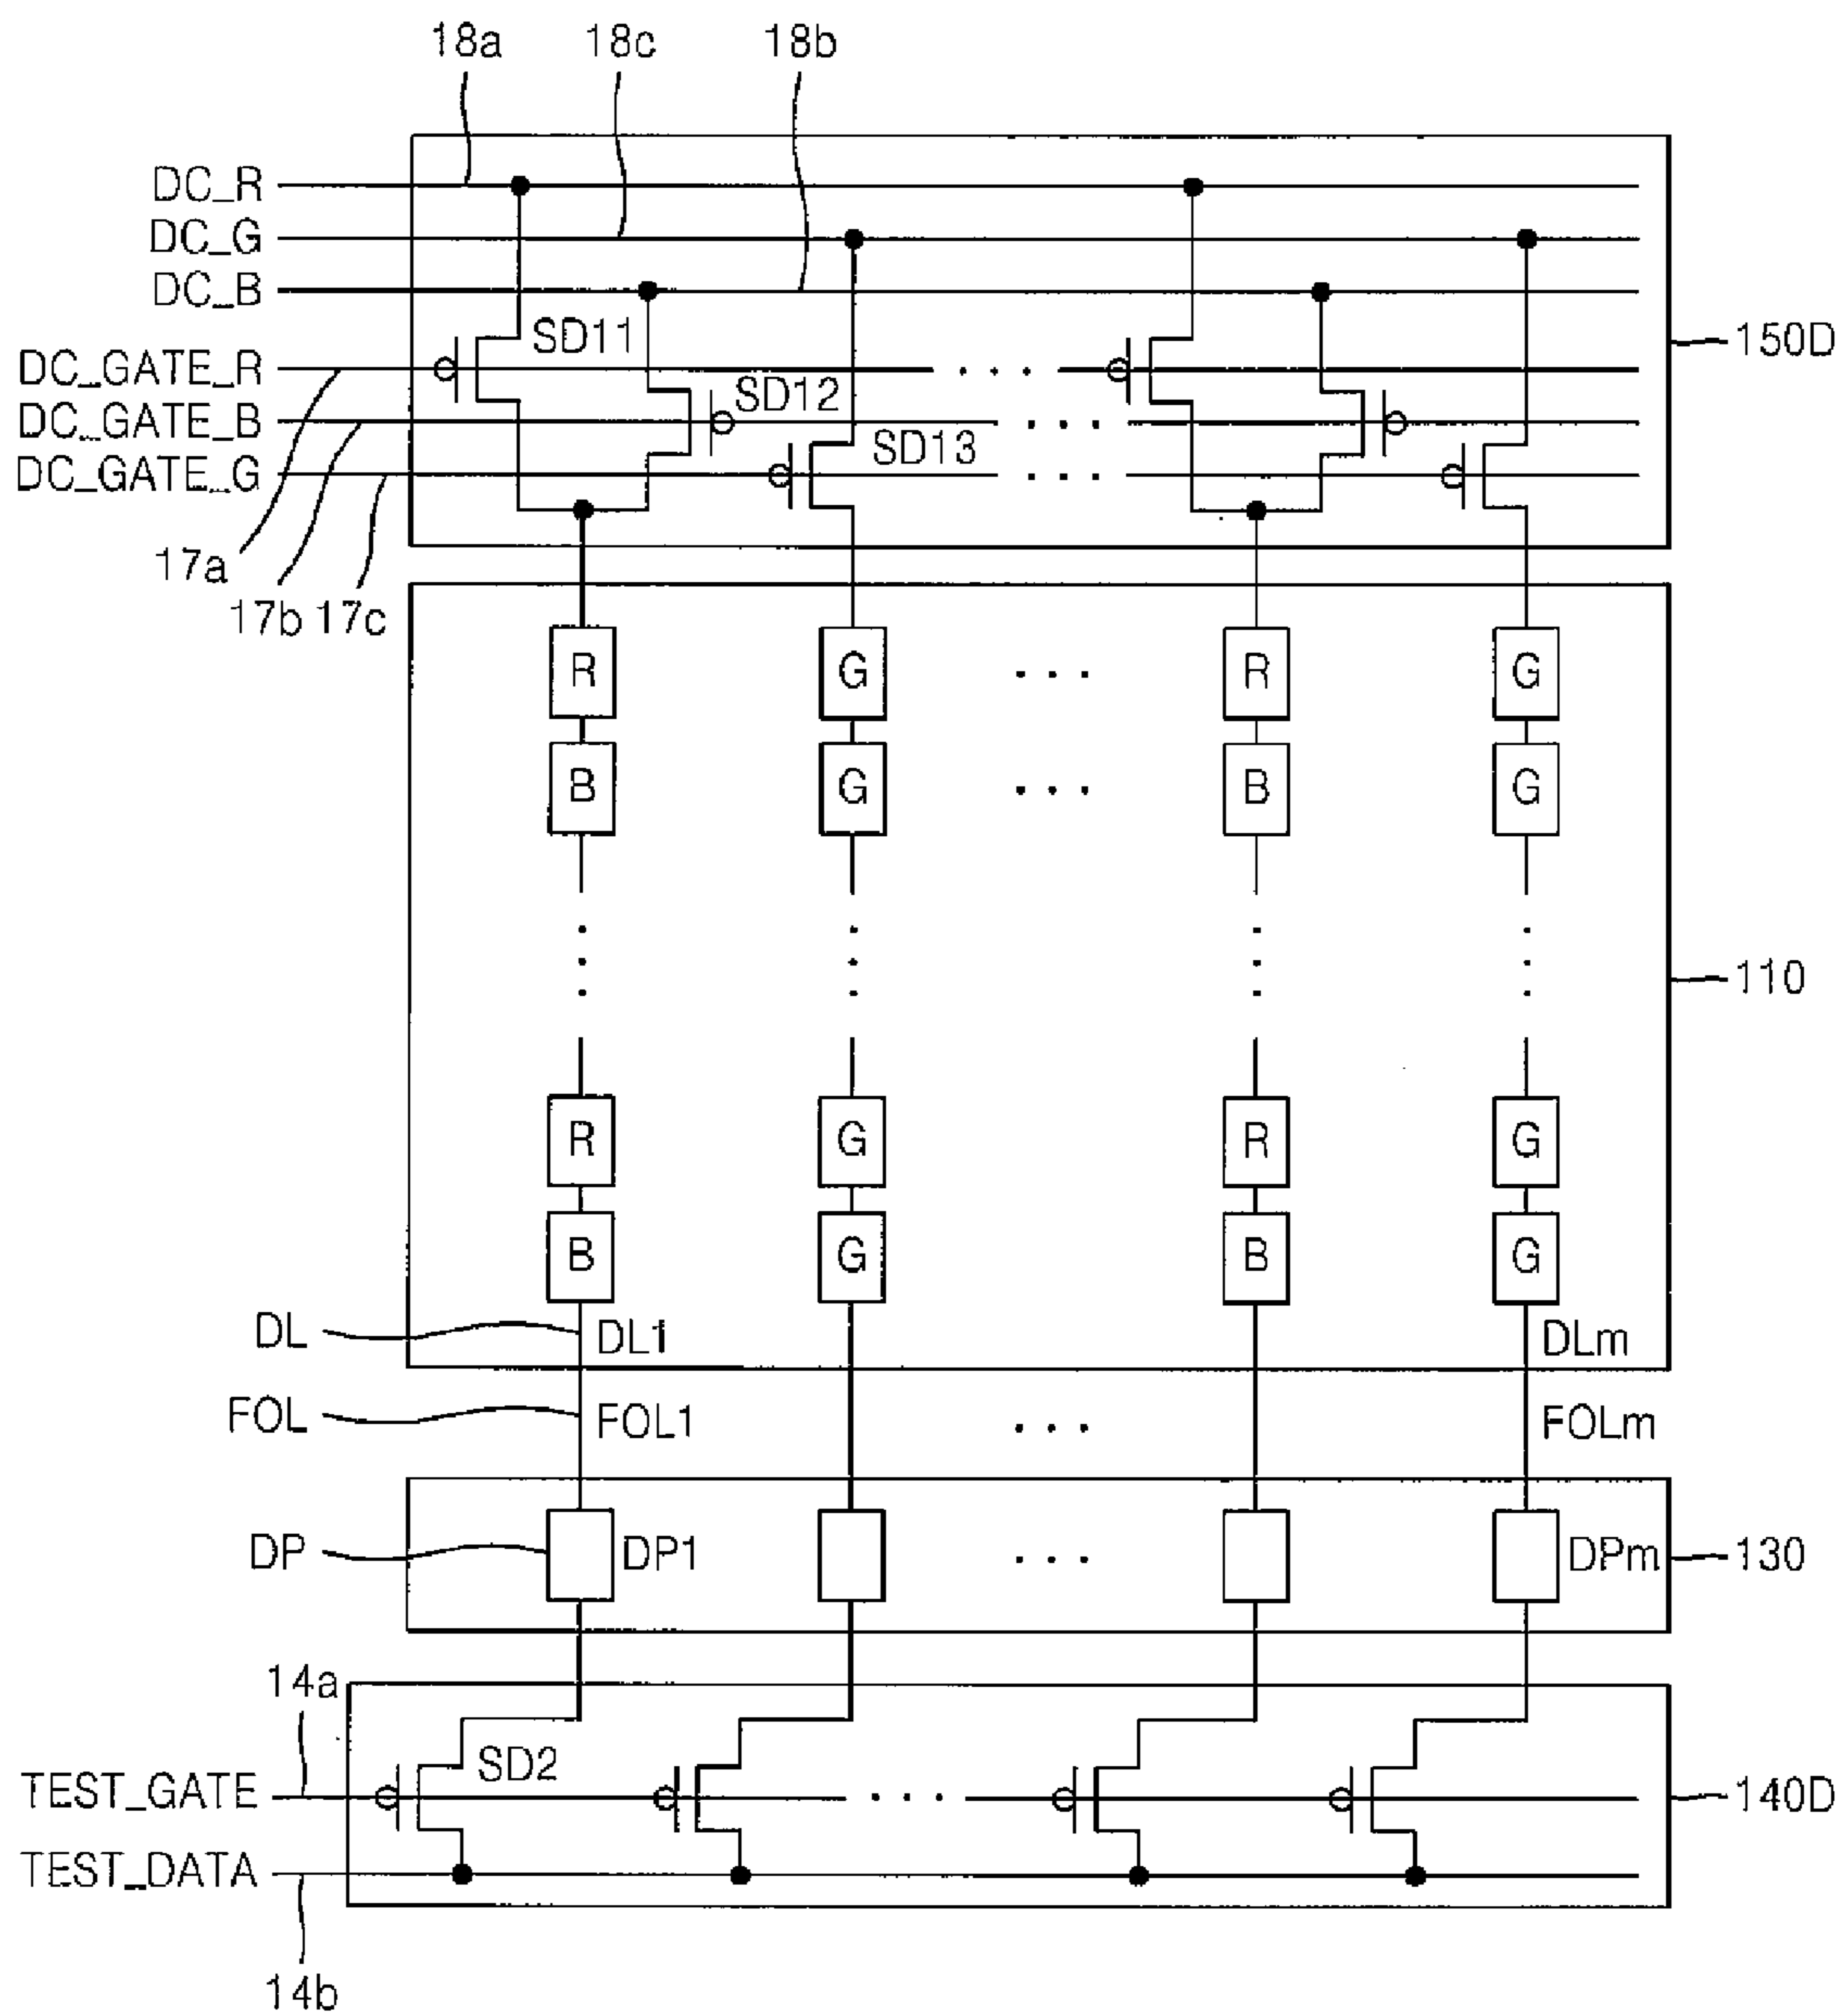 18a 18c 18b
DC_R
DC_G
DC_B
SD11
150D
DC_GATE_R
SD12
DC_GATE_B
SD13
DC_GATE_G
17a
17b 17c
R G ... R G
B G ... B G
110
R G R G
B G B G
DL DL1 DLm
FOL FOL1 ... FOLm
DP DP1 ... DPm 130
14a
SD2
TEST_GATE ... 140D
TEST_DATA
14b